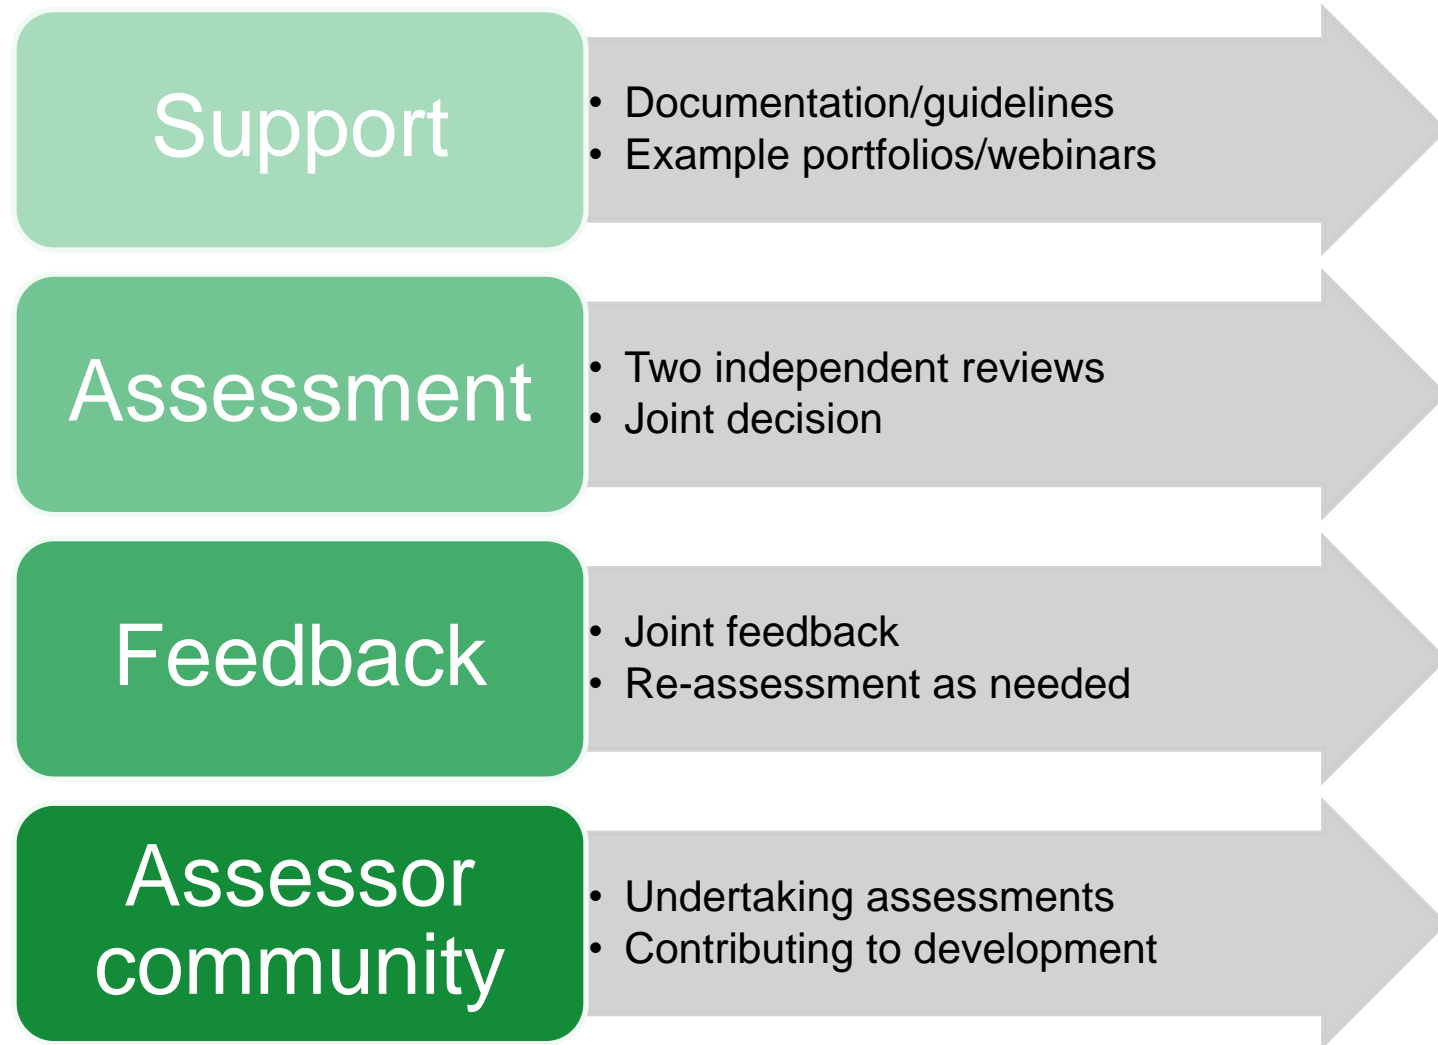 Support
• Documentation/guidelines
• Example portfolios/webinars
Assessment
• Two independent reviews
• Joint decision
Feedback
• Joint feedback
• Re-assessment as needed
Assessor
community
• Undertaking assessments
• Contributing to development